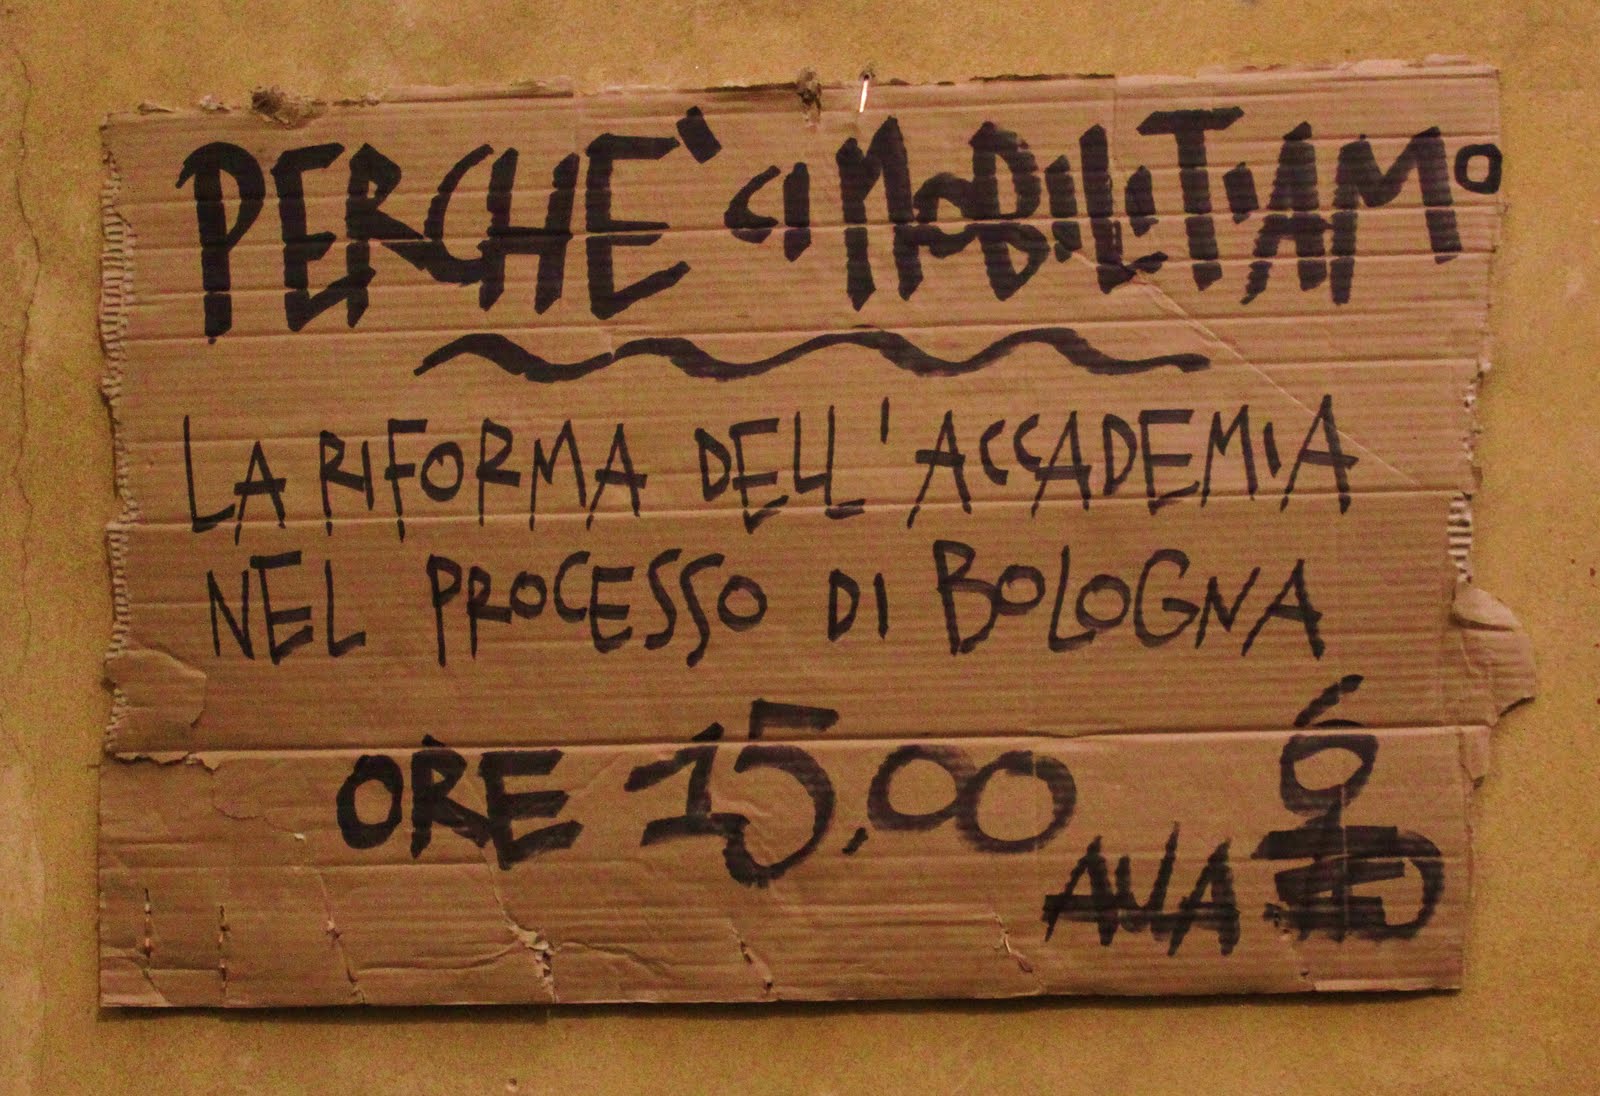 PERCHE' CI MOBILITIAMO
LA RIFORMA DELL'ACCADEMIA
NEL PROCESSO DI BOLOGNA
ORE 15,00
AULA 6